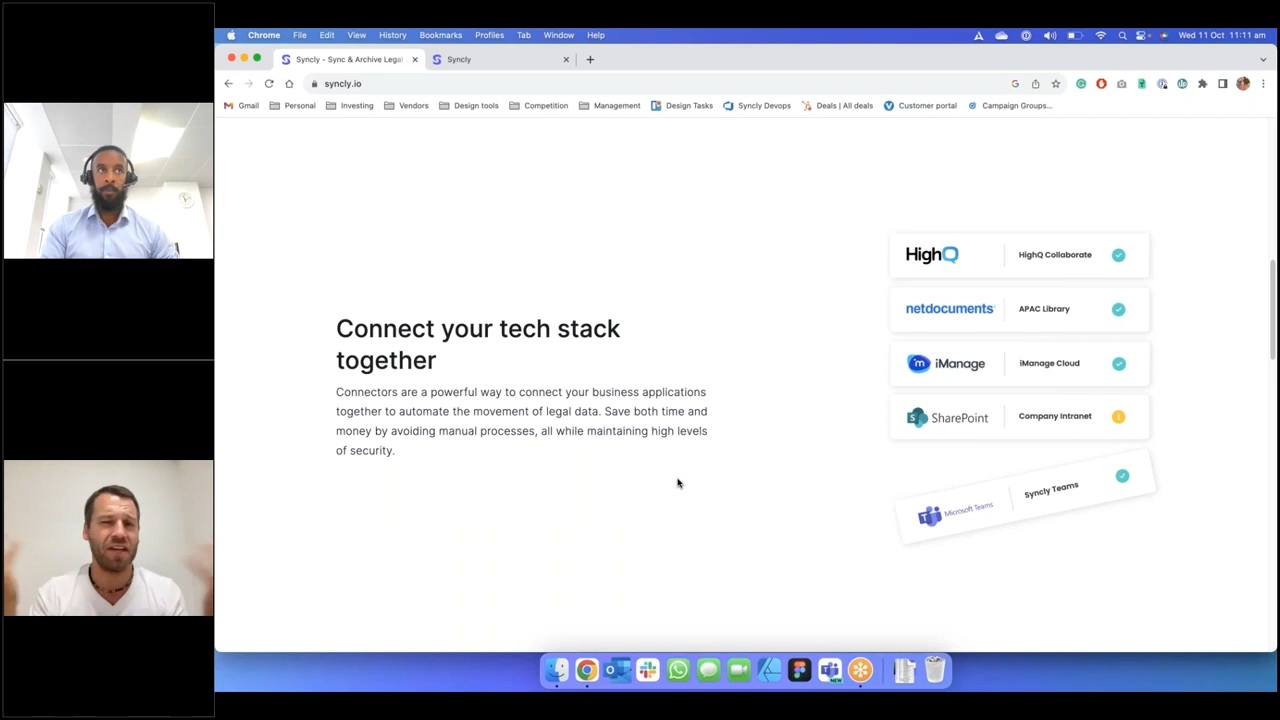 Chrome File Edit View History Bookmarks Profiles Tab Window Help
Wed 11 Oct 11:11 am
Syncly - Sync & Archive Legal
Syncly
syncly.io
Gmail Personal Investing Vendors Design tools Competition Management Design Tasks Syncly Devops Deals | All deals Customer portal Campaign Groups...
Connect your tech stack
together
Connectors are a powerful way to connect your business applications
together to automate the movement of legal data. Save both time and
money by avoiding manual processes, all while maintaining high levels
of security.
HighQ HighQ Collaborate
netdocuments APAC Library
iManage iManage Cloud
SharePoint Company Intranet
Microsoft Teams Syncly Teams
NEW